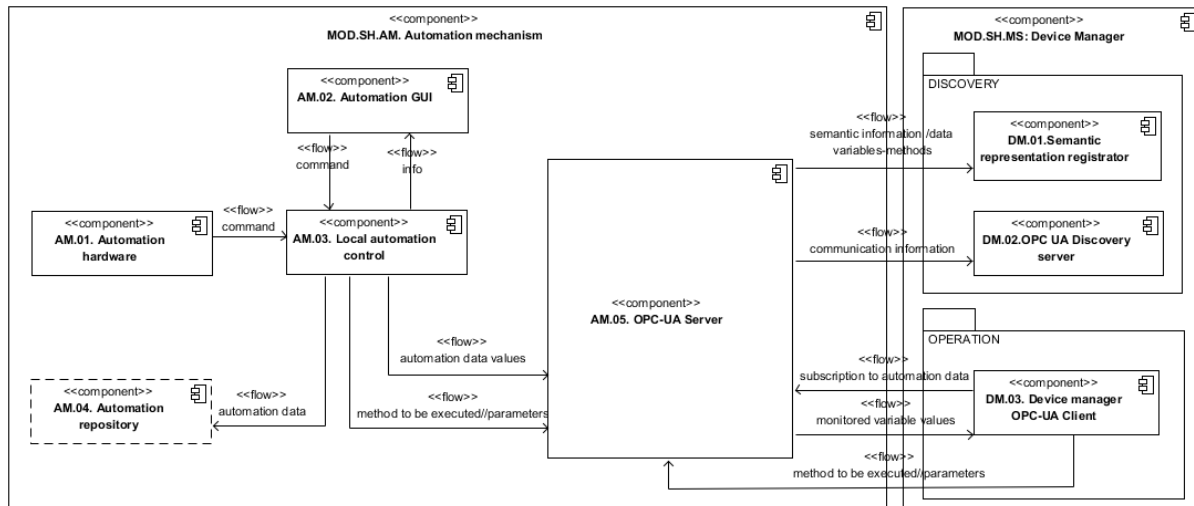 <<component>>
MOD.SH.AM. Automation mechanism
<<component>>
AM.02. Automation GUI
<<flow>>
command
<<flow>>
info
<<component>>
AM.01. Automation
hardware
<<flow>>
command
<<component>>
AM.03. Local automation
control
<<component>>
AM.04. Automation
repository
<<flow>>
automation data
<<flow>>
automation data values
<<flow>>
method to be executed//parameters
<<component>>
AM.05. OPC-UA Server
<<component>>
MOD.SH.MS: Device Manager
DISCOVERY
<<flow>>
semantic information /data
variables-methods
<<component>>
DM.01.Semantic
representation registrator
<<flow>>
communication information
<<component>>
DM.02.OPC UA Discovery
server
OPERATION
<<flow>>
subscription to automation data
<<flow>>
monitored variable values
<<component>>
DM.03. Device manager
OPC-UA Client
<<flow>>
method to be executed//parameters